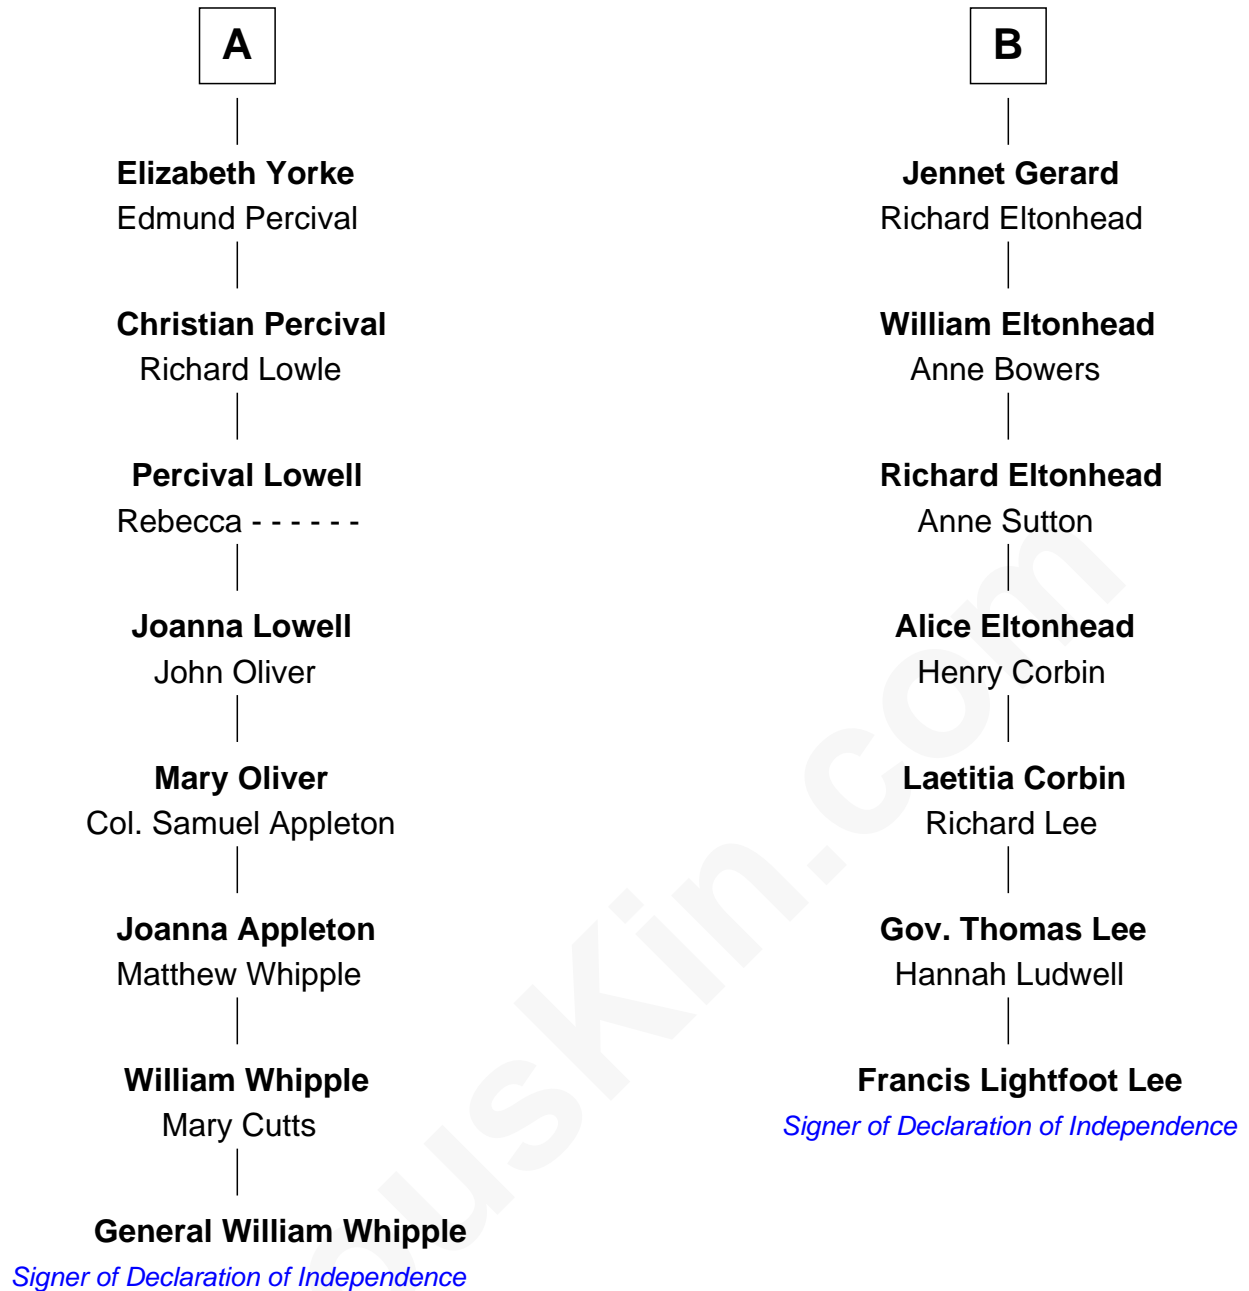 A
Elizabeth Yorke
Edmund Percival
Christian Percival
Richard Lowle
Percival Lowell
Rebecca - - - - - -
Joanna Lowell
John Oliver
Mary Oliver
Col. Samuel Appleton
Joanna Appleton
Matthew Whipple
William Whipple
Mary Cutts
General William Whipple
Signer of Declaration of Independence
B
Jennet Gerard
Richard Eltonhead
William Eltonhead
Anne Bowers
Richard Eltonhead
Anne Sutton
Alice Eltonhead
Henry Corbin
Laetitia Corbin
Richard Lee
Gov. Thomas Lee
Hannah Ludwell
Francis Lightfoot Lee
Signer of Declaration of Independence
ousKin.com